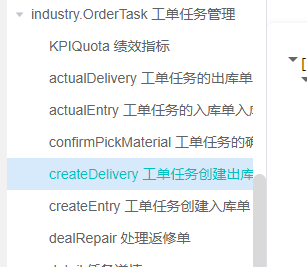 industry.OrderTask 工单任务管理
[
KPIQuota 绩效指标
actualDelivery 工单任务的出库单
actualEntry 工单任务的入库单入
confirmPickMaterial 工单任务的
createDelivery 工单任务创建出库
createEntry 工单任务创建入库单
dealRepair 处理返修单